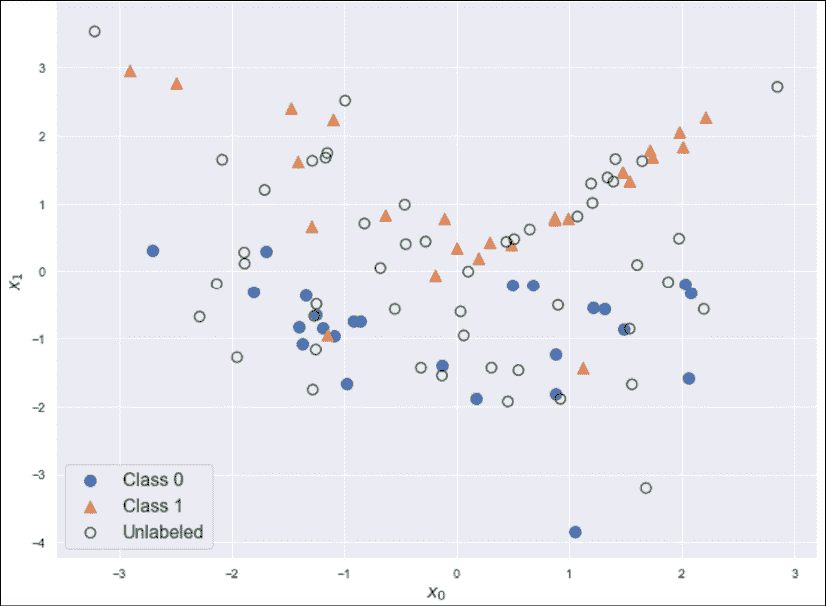 3
2
1
0
−1
−2
−3
−4
x₁
Class 0
Class 1
Unlabeled
−3 −2 −1 0 1 2 3
x₀